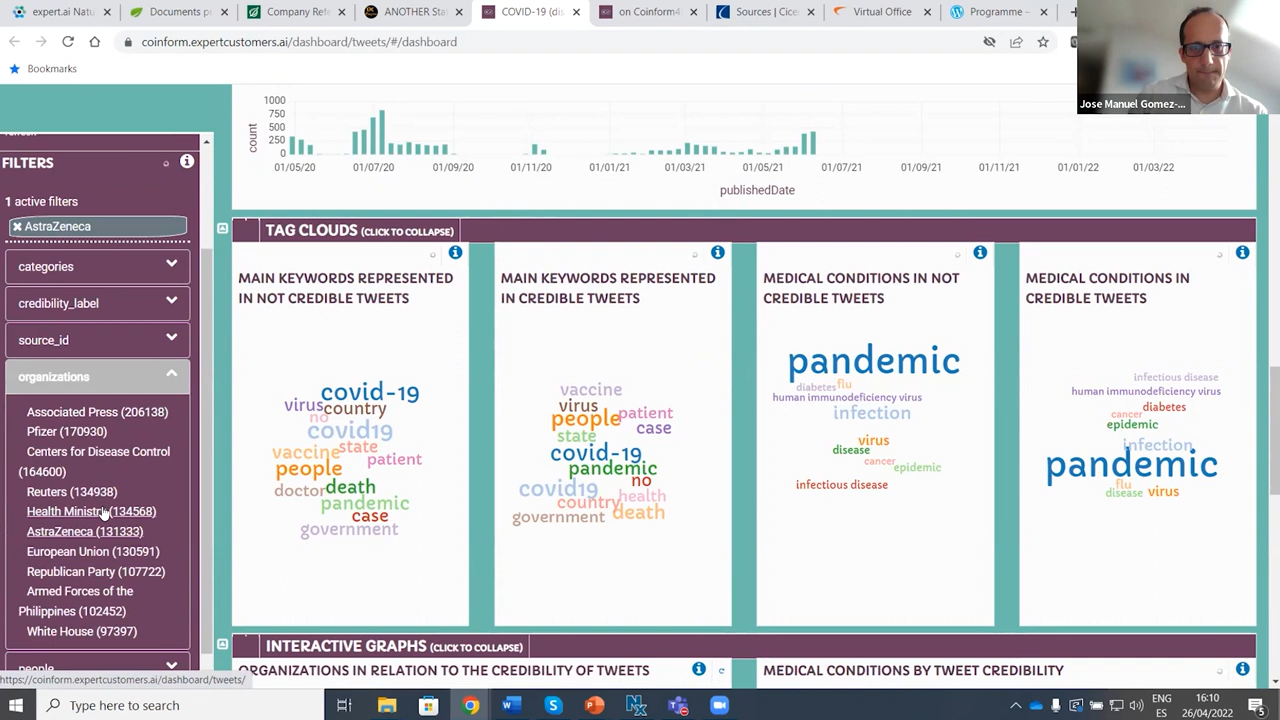 expert.ai Natu
Documents p
Company Refe
ANOTHER Sta
COVID-19 (dis
on Coinform4
Sources | Cice
Virtual Office
Programme –
coinform.expertcustomers.ai/dashboard/tweets/#/dashboard
Bookmarks
Jose Manuel Gomez-...
FILTERS
1 active filters
AstraZeneca
categories
credibility_label
source_id
organizations
Associated Press (206138)
Pfizer (170930)
Centers for Disease Control
(164600)
Reuters (134938)
Health Ministry (134568)
AstraZeneca (131333)
European Union (130591)
Republican Party (107722)
Armed Forces of the
Philippines (102452)
White House (97397)
people
https://coinform.expertcustomers.ai/dashboard/tweets/
count
1000
750
500
250
0
01/05/20
01/07/20
01/09/20
01/11/20
01/01/21
01/03/21
01/05/21
01/07/21
01/09/21
01/11/21
01/01/22
01/03/22
publishedDate
TAG CLOUDS (CLICK TO COLLAPSE)
MAIN KEYWORDS REPRESENTED
IN NOT CREDIBLE TWEETS
covid-19
virus
country
no
covid19
vaccine
state
people
patient
doctor
death
pandemic
case
government
MAIN KEYWORDS REPRESENTED
IN CREDIBLE TWEETS
vaccine
virus
people
patient
state
case
covid-19
pandemic
no
covid19
health
country
government
death
MEDICAL CONDITIONS IN NOT
CREDIBLE TWEETS
pandemic
diabetes
flu
human immunodeficiency virus
infection
virus
disease
cancer
epidemic
infectious disease
MEDICAL CONDITIONS IN
CREDIBLE TWEETS
infectious disease
human immunodeficiency virus
diabetes
cancer
epidemic
infection
pandemic
flu
disease
virus
INTERACTIVE GRAPHS (CLICK TO COLLAPSE)
ORGANIZATIONS IN RELATION TO THE CREDIBILITY OF TWEETS
MEDICAL CONDITIONS BY TWEET CREDIBILITY
Type here to search
ENG
ES
16:10
26/04/2022
5